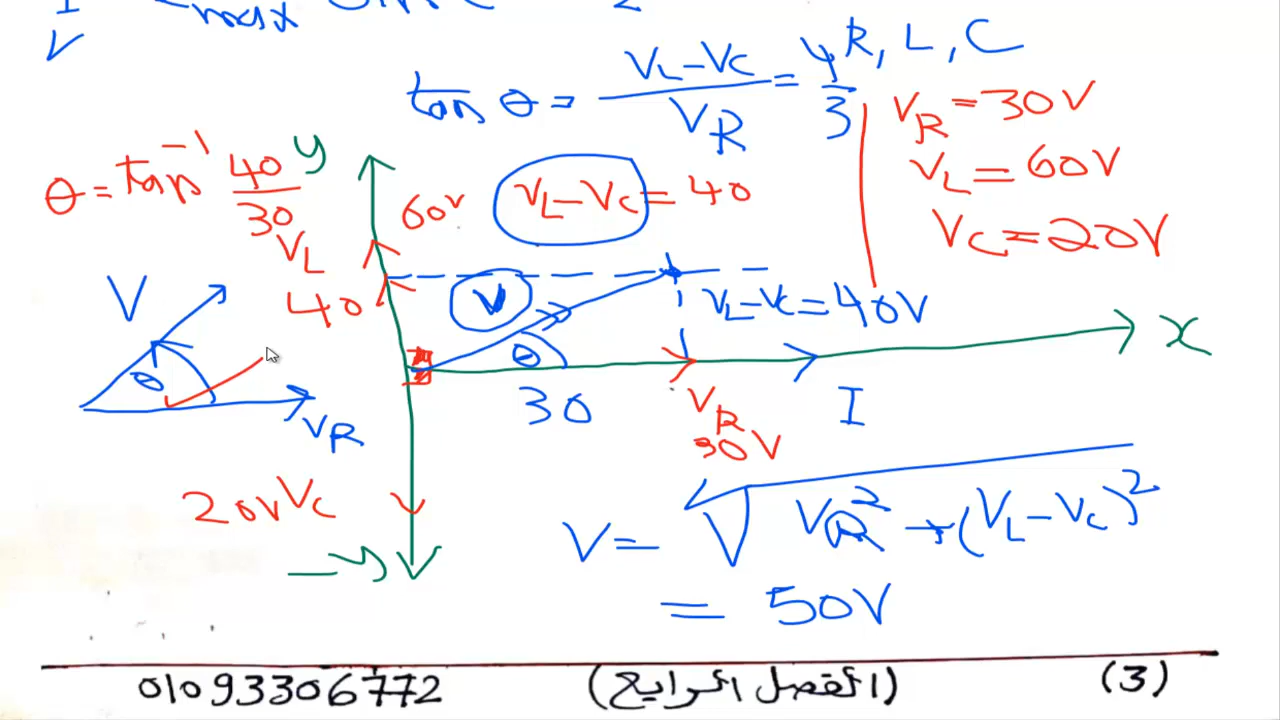 I
V
max
2
R, L, C
tan θ = (VL-VC)/VR = 4/3
VR = 30V
VL = 60V
VC = 20V
θ = tan⁻¹ 40/30
y
60v
VL-VC = 40
VL
40
V
VL-VC = 40V
x
V
θ
θ
VR
30
VR
30V
I
20v VC
-y
V = √(VR² + (VL-VC)²)
= 50V
01093306772
(الفصل الرابع)
(3)